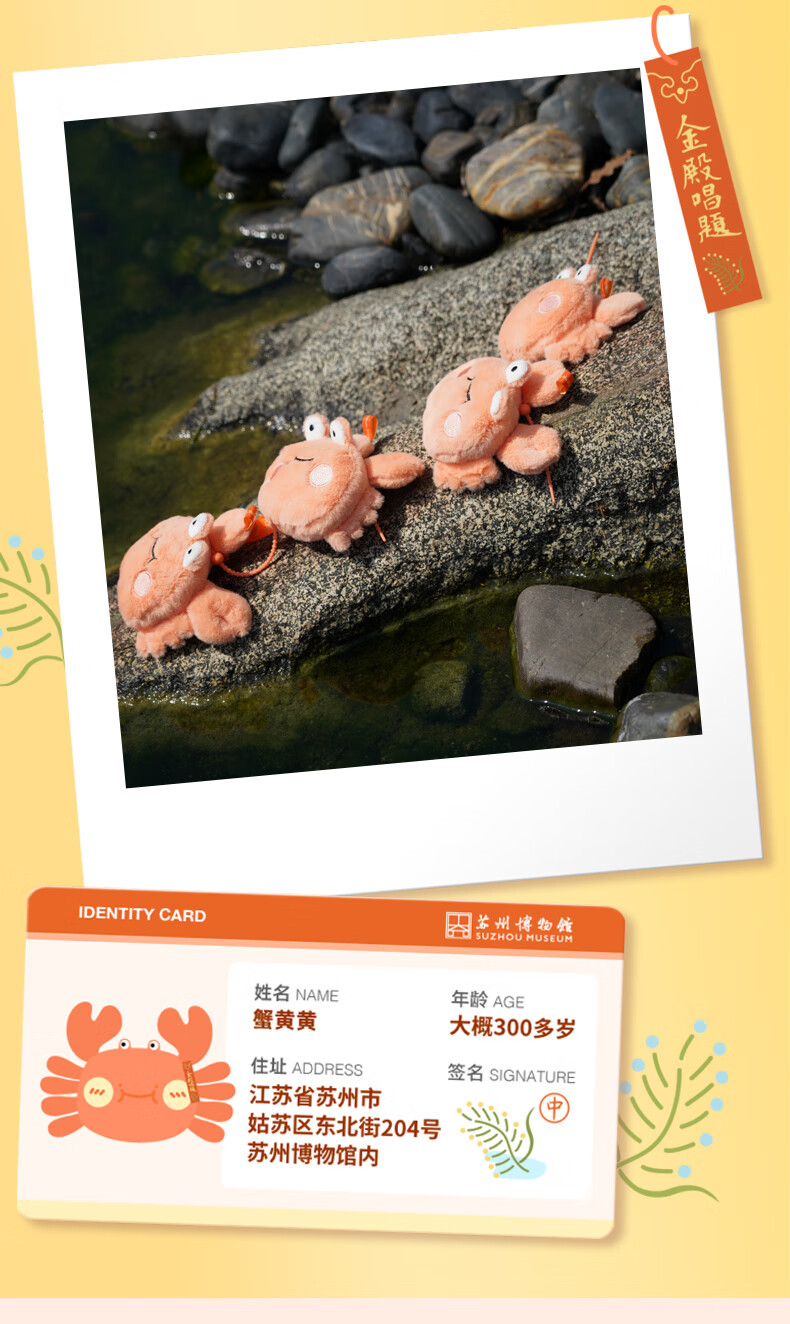 金殿唱題
IDENTITY CARD
苏州博物館
SUZHOU MUSEUM
姓名 NAME
蟹黄黄
年龄 AGE
大概300多岁
住址 ADDRESS
江苏省苏州市
姑苏区东北街204号
苏州博物馆内
签名 SIGNATURE
中